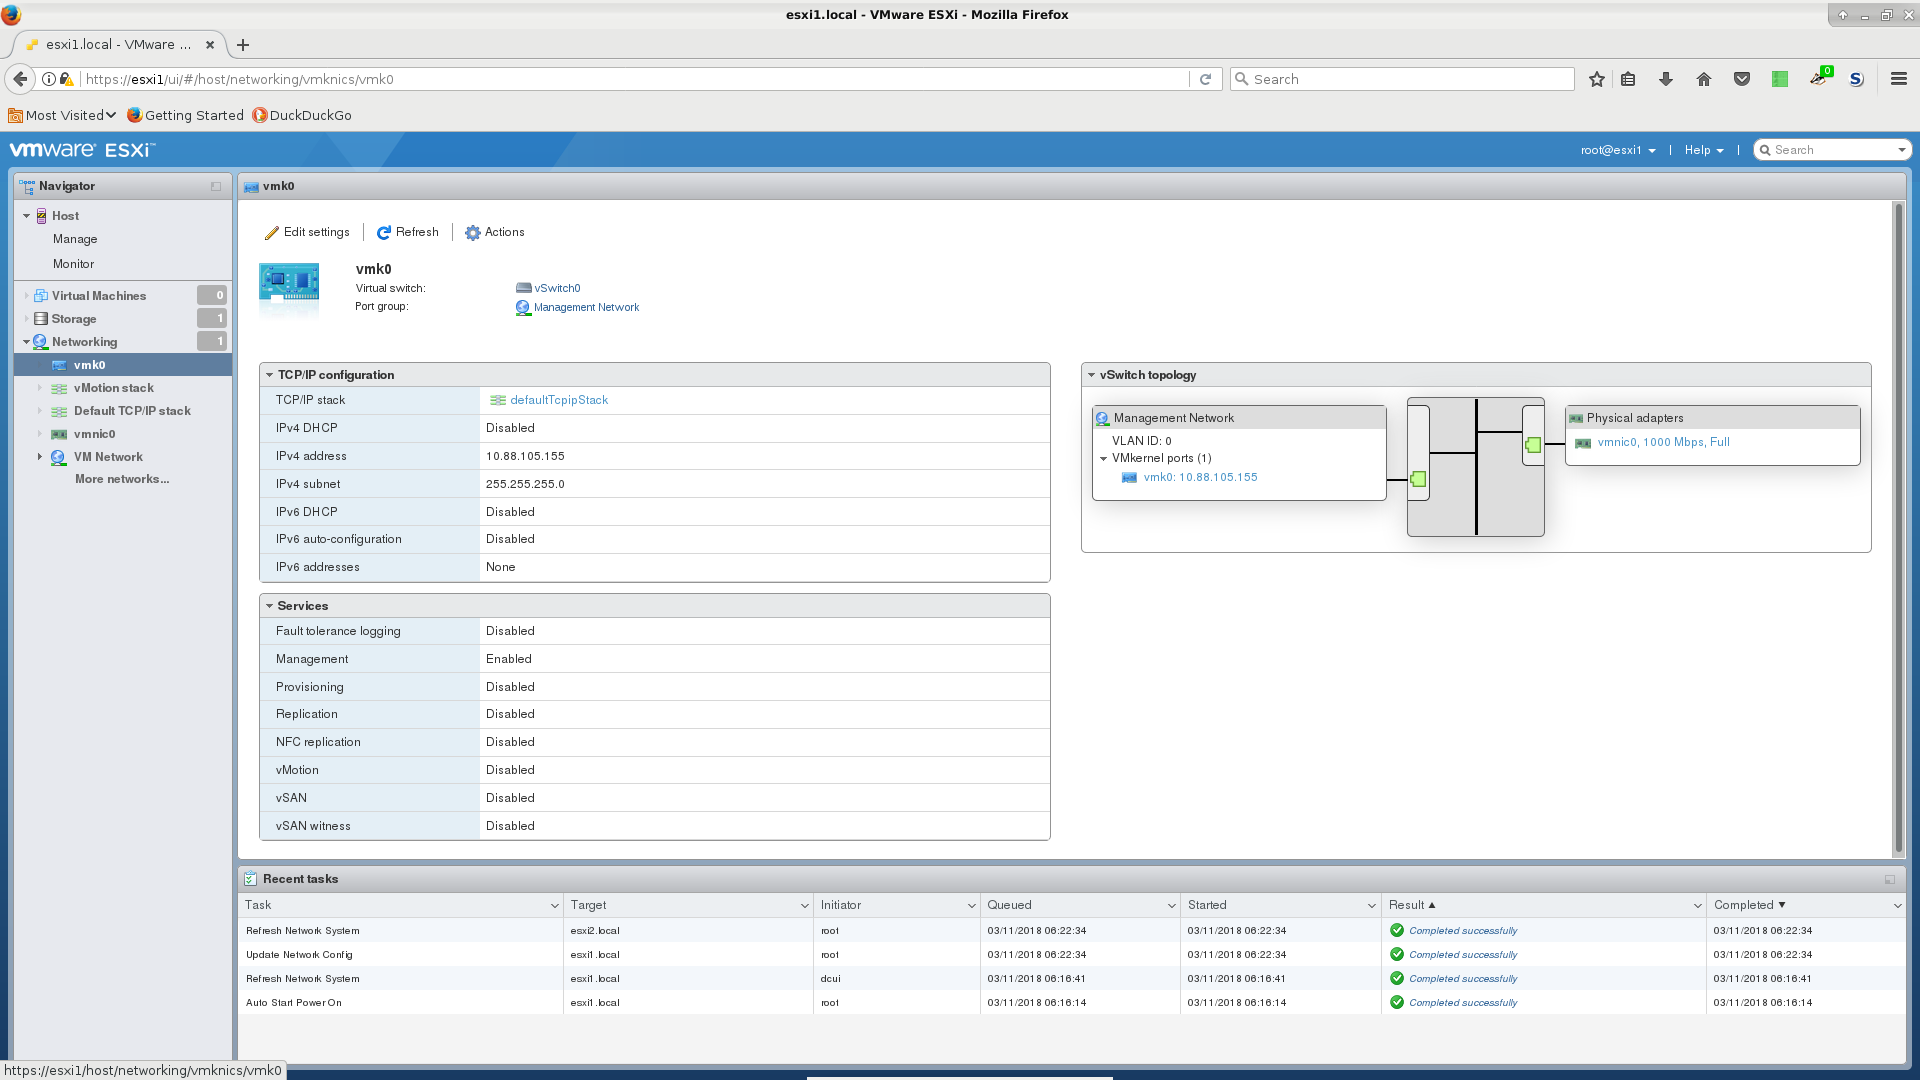 esxi1.local - VMware ESXi - Mozilla Firefox
esxi1.local - VMware ...
https://esxi1/ui/#/host/networking/vmknics/vmk0
Search
0
Most Visited
Getting Started
DuckDuckGo
vmware ESXi™
root@esxi1
Help
Search
Navigator
Host
Manage
Monitor
Virtual Machines 0
Storage 1
Networking 1
vmk0
vMotion stack
Default TCP/IP stack
vmnic0
VM Network
More networks...
vmk0
Edit settings
Refresh
Actions
vmk0
Virtual switch: vSwitch0
Port group: Management Network
TCP/IP configuration
TCP/IP stack defaultTcpipStack
IPv4 DHCP Disabled
IPv4 address 10.88.105.155
IPv4 subnet 255.255.255.0
IPv6 DHCP Disabled
IPv6 auto-configuration Disabled
IPv6 addresses None
Services
Fault tolerance logging Disabled
Management Enabled
Provisioning Disabled
Replication Disabled
NFC replication Disabled
vMotion Disabled
vSAN Disabled
vSAN witness Disabled
vSwitch topology
Management Network
VLAN ID: 0
VMkernel ports (1)
vmk0: 10.88.105.155
Physical adapters
vmnic0, 1000 Mbps, Full
Recent tasks
Task Target Initiator Queued Started Result Completed
Refresh Network System esxi2.local root 03/11/2018 06:22:34 03/11/2018 06:22:34 Completed successfully 03/11/2018 06:22:34
Update Network Config esxi1.local root 03/11/2018 06:22:34 03/11/2018 06:22:34 Completed successfully 03/11/2018 06:22:34
Refresh Network System esxi1.local dcui 03/11/2018 06:16:41 03/11/2018 06:16:41 Completed successfully 03/11/2018 06:16:41
Auto Start Power On esxi1.local root 03/11/2018 06:16:14 03/11/2018 06:16:14 Completed successfully 03/11/2018 06:16:14
https://esxi1/host/networking/vmknics/vmk0